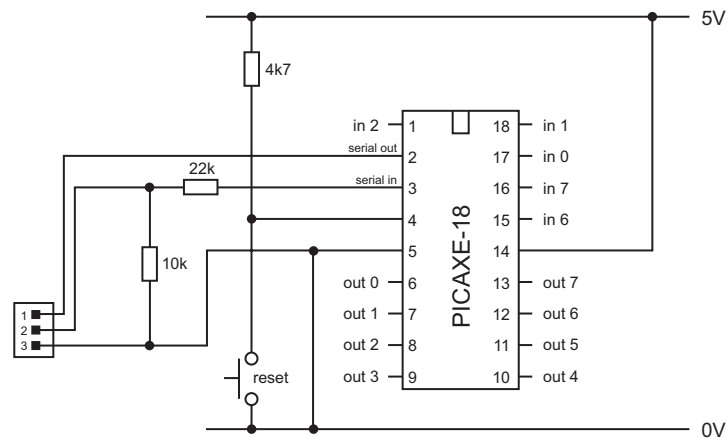 5V
4k7
in 2 1 18 in 1
serial out
2 17 in 0
22k
serial in
3 16 in 7
4 15 in 6
5 14
10k
PICAXE-18
out 0 6 13 out 7
out 1 7 12 out 6
1
2
3
out 2 8 11 out 5
reset
out 3 9 10 out 4
0V